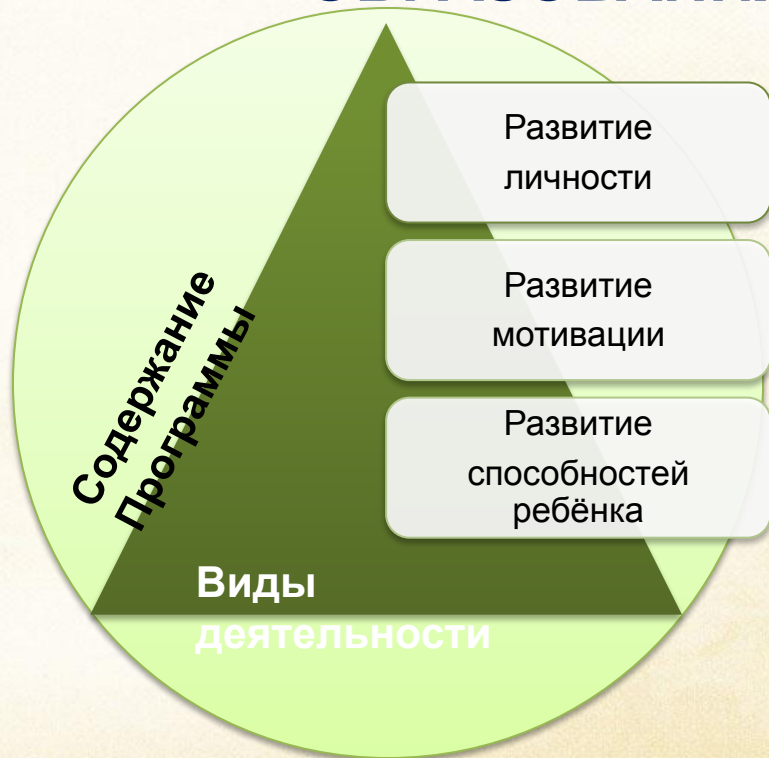 Развитие
личности
Развитие
мотивации
Развитие
способностей
ребёнка
Содержание
Программы
Виды
деятельности